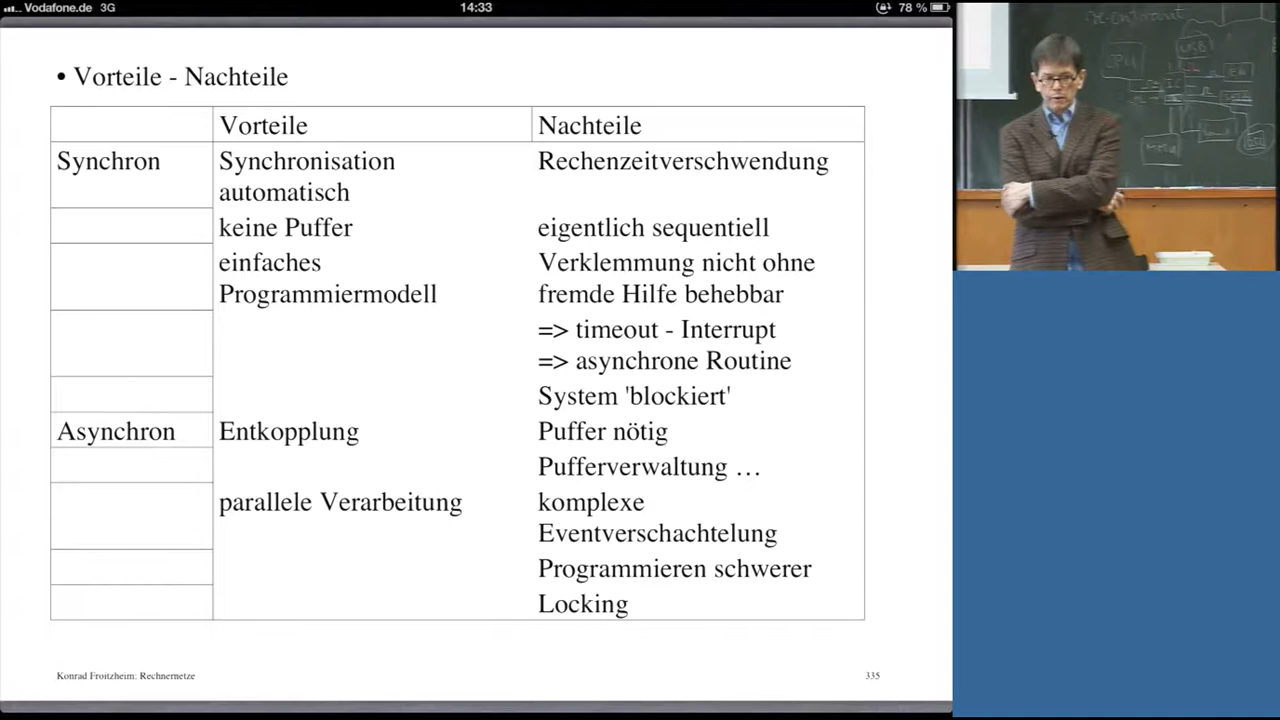 Vodafone.de 3G 14:33 78 %
• Vorteile - Nachteile
Vorteile Nachteile
Synchron Synchronisation Rechenzeitverschwendung
automatisch
keine Puffer eigentlich sequentiell
einfaches Verklemmung nicht ohne
Programmiermodell fremde Hilfe behebbar
=> timeout - Interrupt
=> asynchrone Routine
System 'blockiert'
Asynchron Entkopplung Puffer nötig
Pufferverwaltung …
parallele Verarbeitung komplexe
Eventverschachtelung
Programmieren schwerer
Locking
Konrad Froitzheim: Rechnernetze 335
CPU
USB
MMU